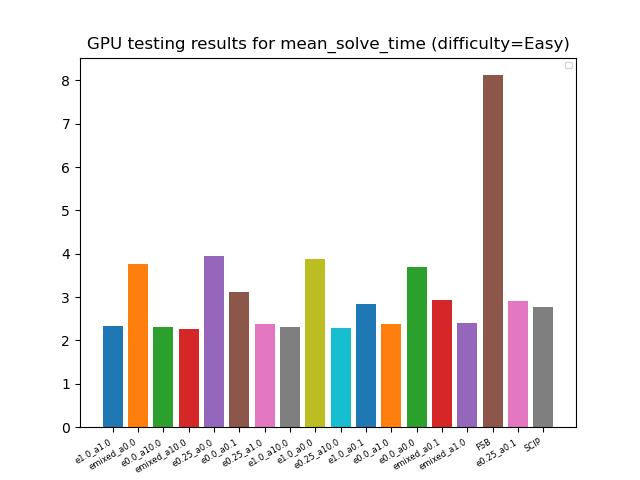 GPU testing results for mean_solve_time (difficulty=Easy)
8
7
6
5
4
3
2
1
0
e1.0_a1.0
emixed_a0.0
e0.0_a10.0
emixed_a10.0
e0.25_a0.0
e0.0_a0.1
e0.25_a1.0
e1.0_a10.0
e1.0_a0.0
e0.25_a10.0
e1.0_a0.1
e0.0_a1.0
e0.0_a0.0
emixed_a0.1
emixed_a1.0
FSB
e0.25_a0.1
SCIP